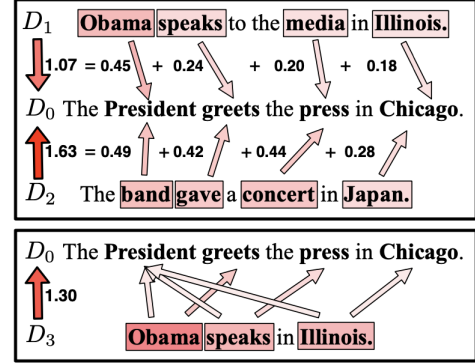 D1 Obama speaks to the media in Illinois.
1.07 = 0.45 + 0.24 + 0.20 + 0.18
D0 The President greets the press in Chicago.
1.63 = 0.49 + 0.42 + 0.44 + 0.28
D2 The band gave a concert in Japan.
D0 The President greets the press in Chicago.
1.30
D3 Obama speaks in Illinois.